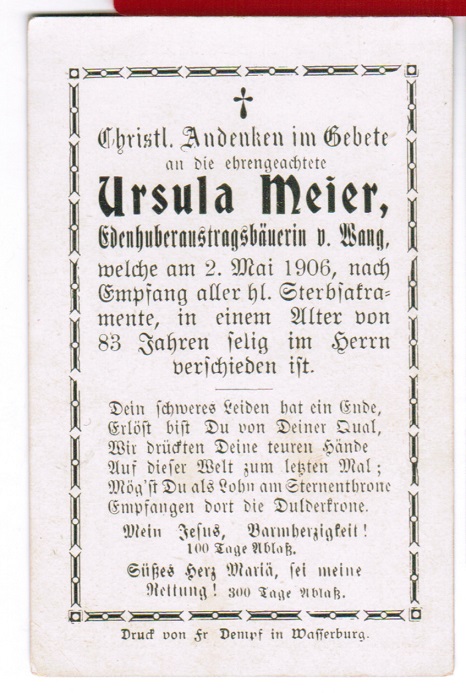 Christl. Andenken im Gebete
an die ehrengeachtete
Ursula Meier,
Edenhuberaustragsbäuerin v. Wang,
welche am 2. Mai 1906, nach
Empfang aller hl. Sterbsakra-
mente, in einem Alter von
83 Jahren selig im Herrn
verschieden ist.
Dein schweres Leiden hat ein Ende,
Erlöst bist Du von Deiner Qual,
Wir drückten Deine teuren Hände
Auf dieser Welt zum letzten Mal;
Mög'st Du als Lohn am Sternenthrone
Empfangen dort die Dulderkrone.
Mein Jesus, Barmherzigkeit!
100 Tage Ablaß.
Süßes Herz Mariä, sei meine
Rettung! 300 Tage Ablaß.
Druck von Fr Dempf in Wasserburg.